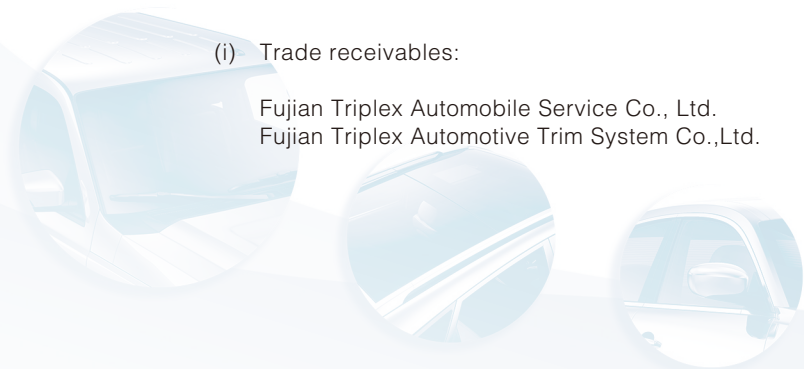 (i) Trade receivables:
Fujian Triplex Automobile Service Co., Ltd.
Fujian Triplex Automotive Trim System Co.,Ltd.